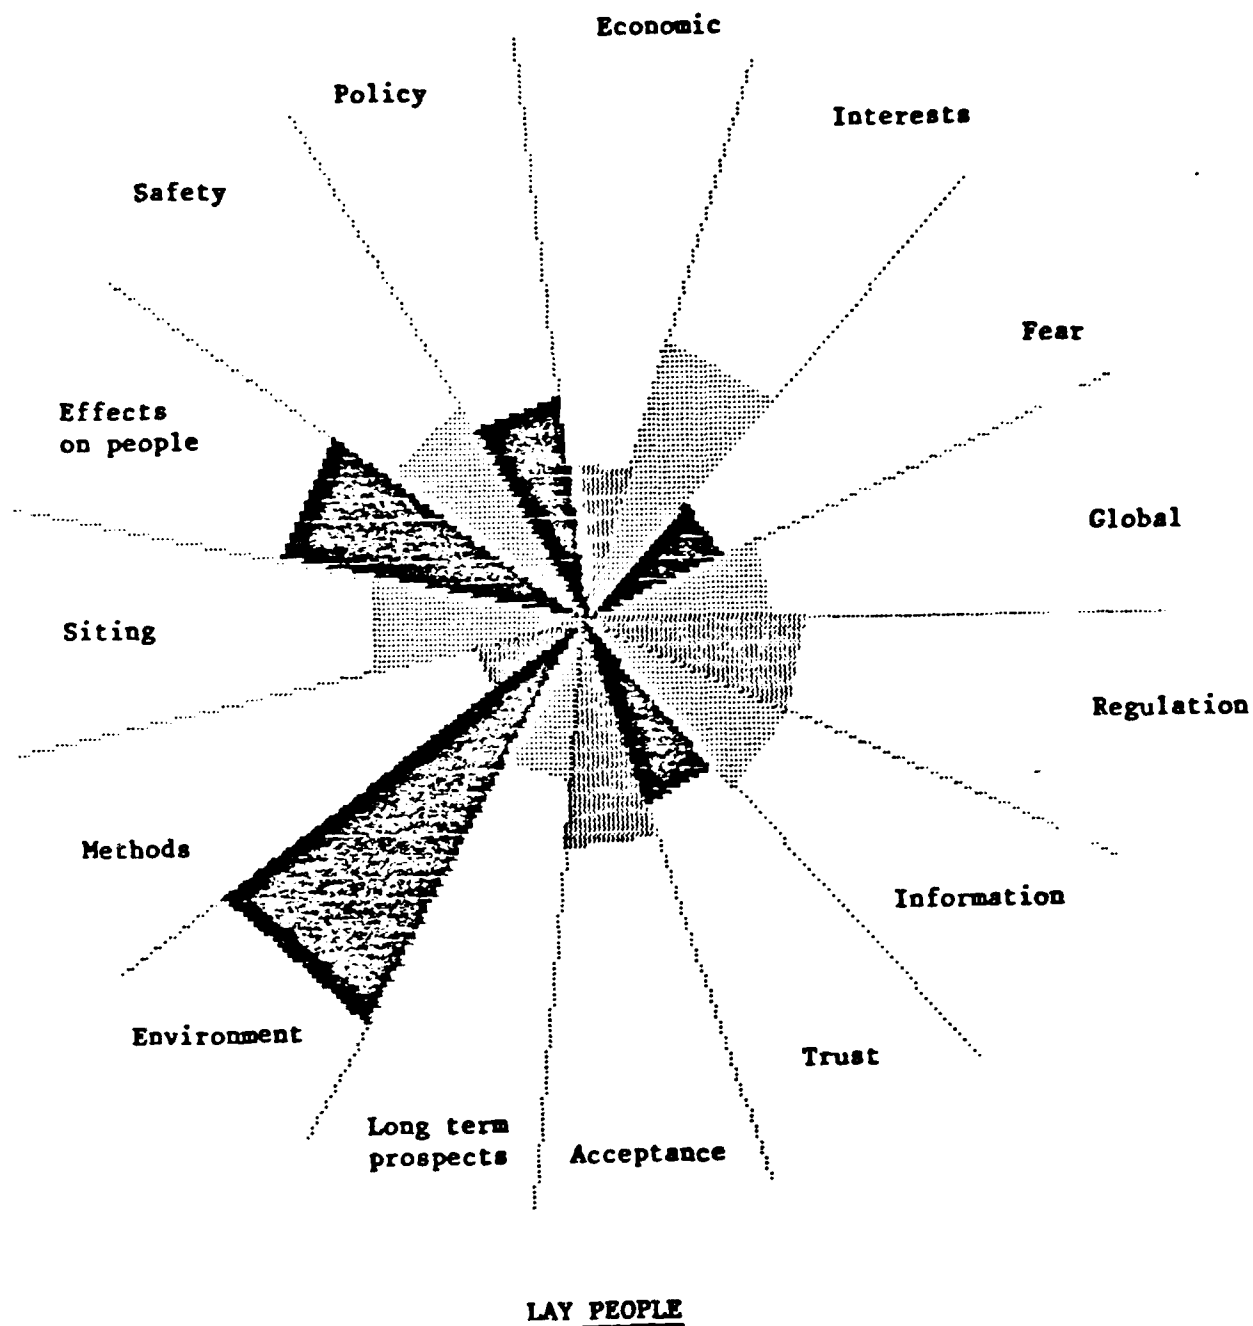 Economic
Policy
Interests
Safety
Fear
Effects
on people
Global
Siting
Regulation
Methods
Information
Environment
Trust
Long term
prospects
Acceptance
LAY PEOPLE